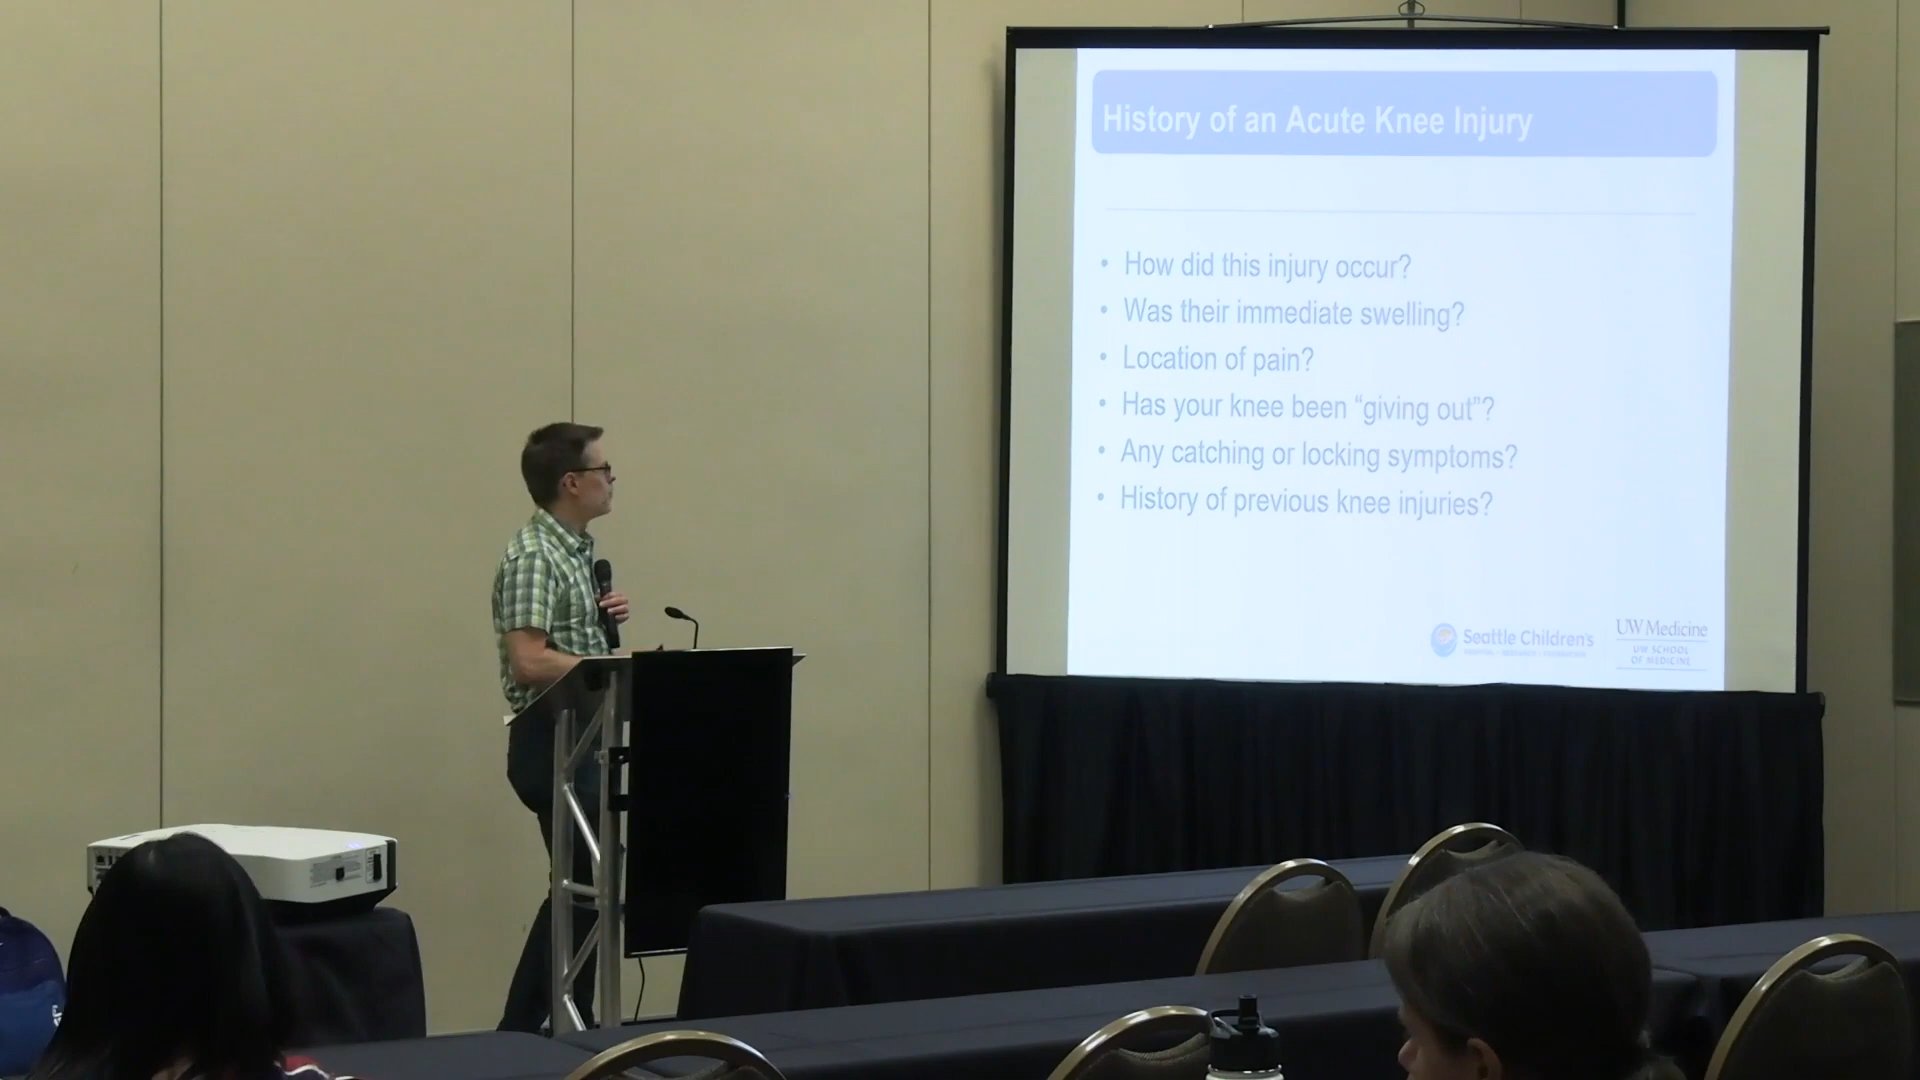 History of an Acute Knee Injury
• How did this injury occur?
• Was their immediate swelling?
• Location of pain?
• Has your knee been “giving out”?
• Any catching or locking symptoms?
• History of previous knee injuries?
Seattle Children's
UW Medicine
UW SCHOOL
OF MEDICINE